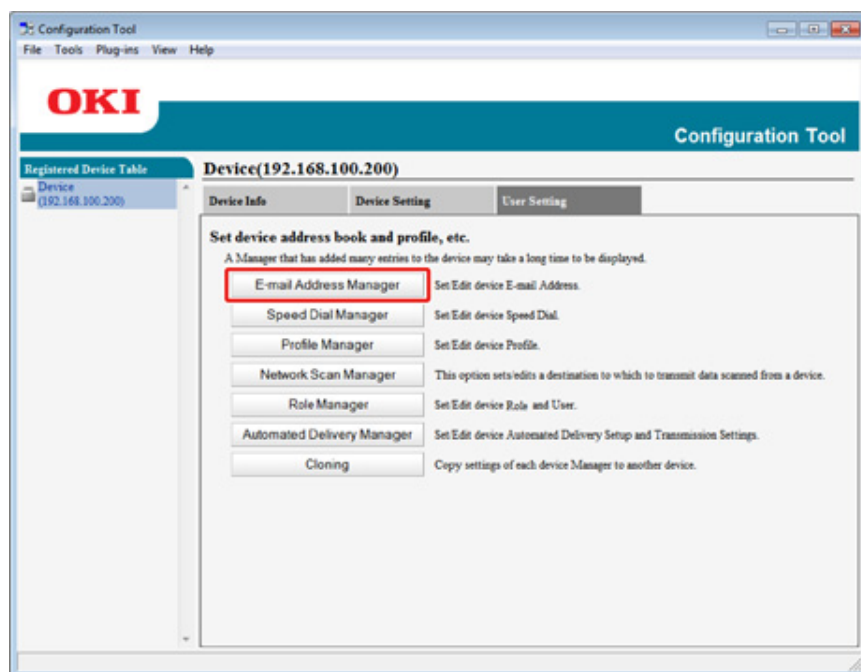 Configuration Tool
File Tools Plug-ins View Help
OKI
Configuration Tool
Registered Device Table
Device
(192.168.100.200)
Device(192.168.100.200)
Device Info Device Setting User Setting
Set device address book and profile, etc.
A Manager that has added many entries to the device may take a long time to be displayed.
E-mail Address Manager Set/Edit device E-mail Address.
Speed Dial Manager Set/Edit device Speed Dial.
Profile Manager Set/Edit device Profile.
Network Scan Manager This option sets/edits a destination to which to transmit data scanned from a device.
Role Manager Set/Edit device Role and User.
Automated Delivery Manager Set/Edit device Automated Delivery Setup and Transmission Settings.
Cloning Copy settings of each device Manager to another device.